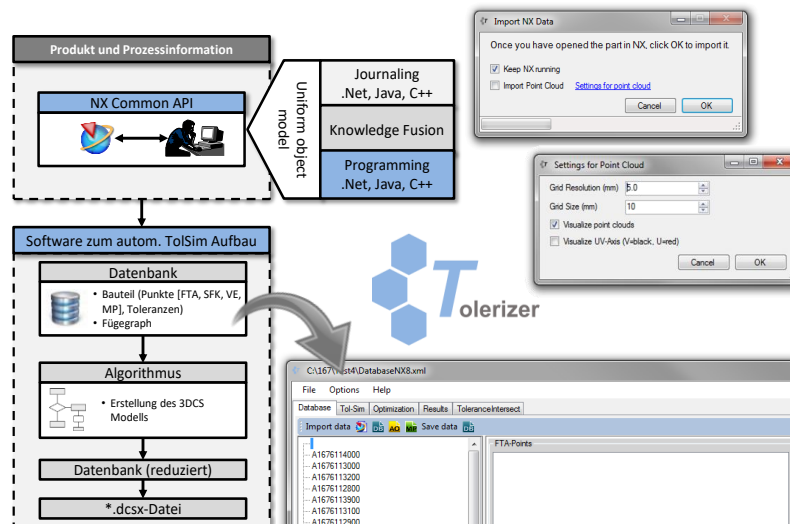 Produkt und Prozessinformation
NX Common API
Uniform object
model
Journaling
.Net, Java, C++
Knowledge Fusion
Programming
.Net, Java, C++
Import NX Data
Once you have opened the part in NX, click OK to import it.
Keep NX running
Import Point Cloud Settings for point cloud
Cancel OK
Settings for Point Cloud
Grid Resolution (mm) 5.0
Grid Size (mm) 10
Visualize point clouds
Visualize UV-Axis (V=black, U=red)
Cancel OK
Software zum autom. TolSim Aufbau
Datenbank
• Bauteil (Punkte [FTA, SFK, VE,
MP], Toleranzen)
• Fügegraph
Algorithmus
• Erstellung des 3DCS
Modells
Datenbank (reduziert)
*.dcsx-Datei
Tolerizer
File Options Help
Database Tol-Sim Optimization Results ToleranceIntersect
Import data DB AQ MP Save data DB
FTA-Points
A1676114000
A1676113000
A1676113200
A1676112800
A1676113900
A1676113100
A1676112900